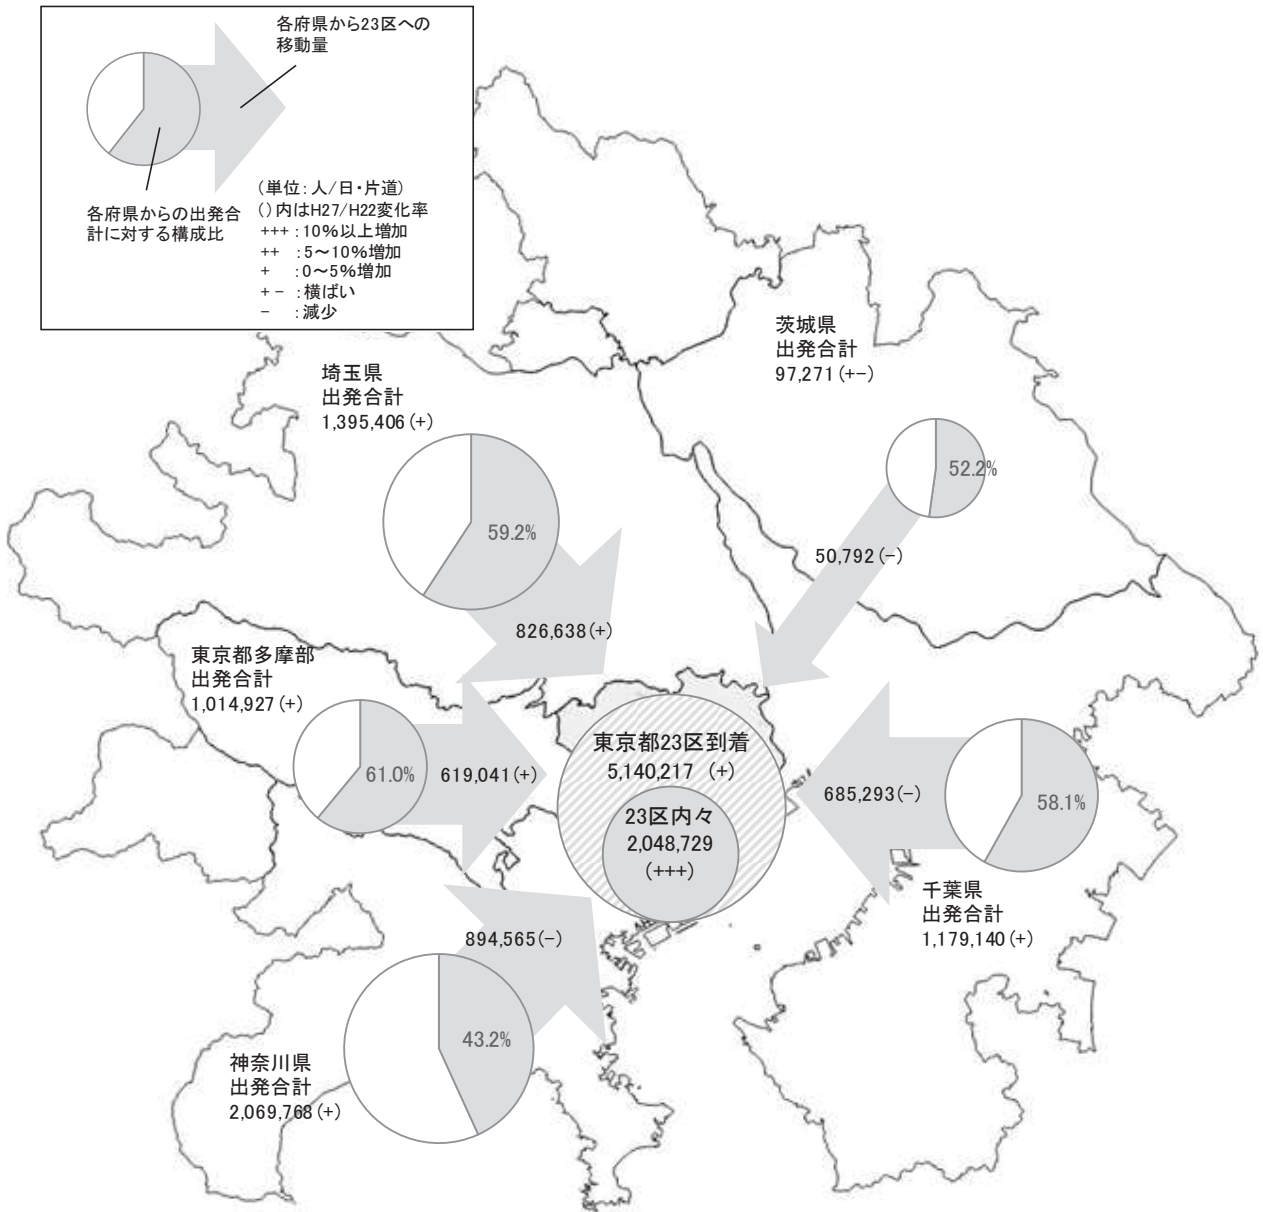 各府県から23区への
移動量
各府県からの出発合
計に対する構成比
(単位:人/日・片道)
()内はH27/H22変化率
+++ :10%以上増加
++ :5～10%増加
+ :0～5%増加
+- :横ばい
- :減少
茨城県
出発合計
97,271(+-)
52.2%
50,792(-)
埼玉県
出発合計
1,395,406(+)
59.2%
826,638(+)
東京都多摩部
出発合計
1,014,927(+)
61.0%
619,041(+)
東京都23区到着
5,140,217 (+)
23区内々
2,048,729
(+++)
685,293(-)
58.1%
千葉県
出発合計
1,179,140(+)
894,565(-)
43.2%
神奈川県
出発合計
2,069,768(+)